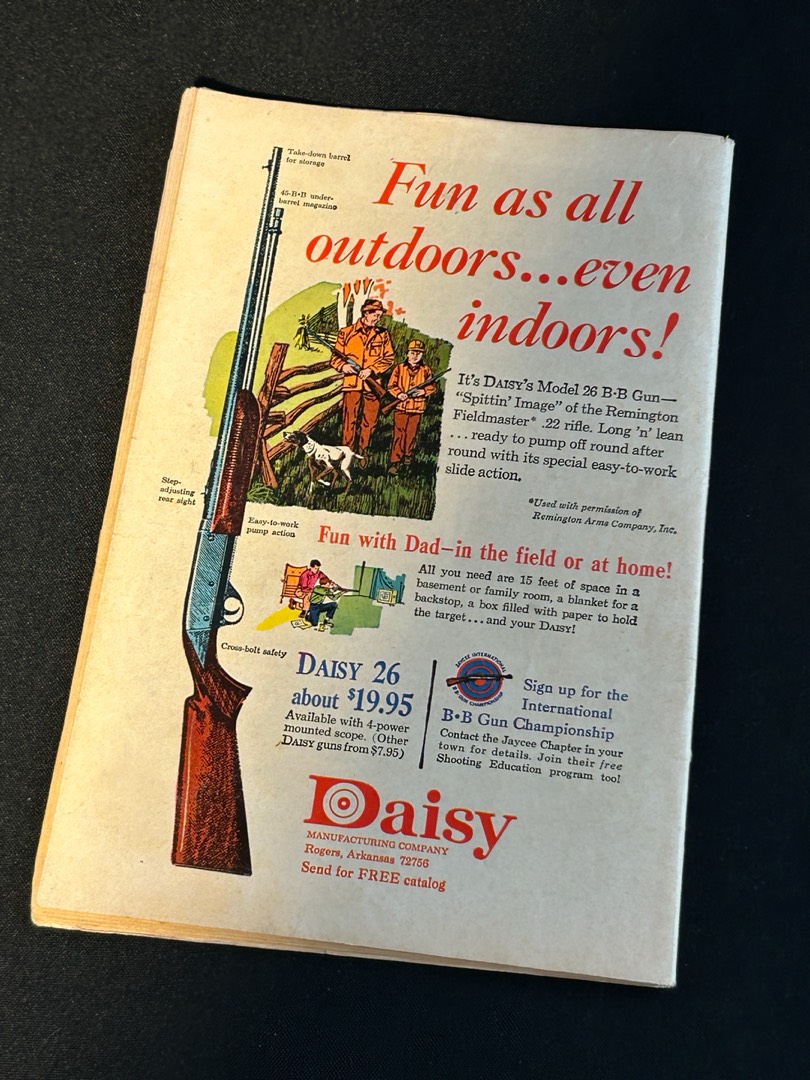 Take-down barrel
for storage
45-B•B under-
barrel magazine
Fun as all
outdoors...even
indoors!
It's DAISY's Model 26 B•B Gun—
"Spittin' Image" of the Remington
Fieldmaster* .22 rifle. Long 'n' lean
... ready to pump off round after
round with its special easy-to-work
slide action.
*Used with permission of
Remington Arms Company, Inc.
Step-
adjusting
rear sight
Easy-to-work
pump action
Fun with Dad—in the field or at home!
All you need are 15 feet of space in a
basement or family room, a blanket for a
backstop, a box filled with paper to hold
the target...and your DAISY!
Cross-bolt safety
DAISY 26
about $19.95
Available with 4-power
mounted scope. (Other
DAISY guns from $7.95)
JAYCEE INTERNATIONAL
B•B GUN CHAMPIONSHIP
Sign up for the
International
B•B Gun Championship
Contact the Jaycee Chapter in your
town for details. Join their free
Shooting Education program too!
Daisy
MANUFACTURING COMPANY
Rogers, Arkansas 72756
Send for FREE catalog